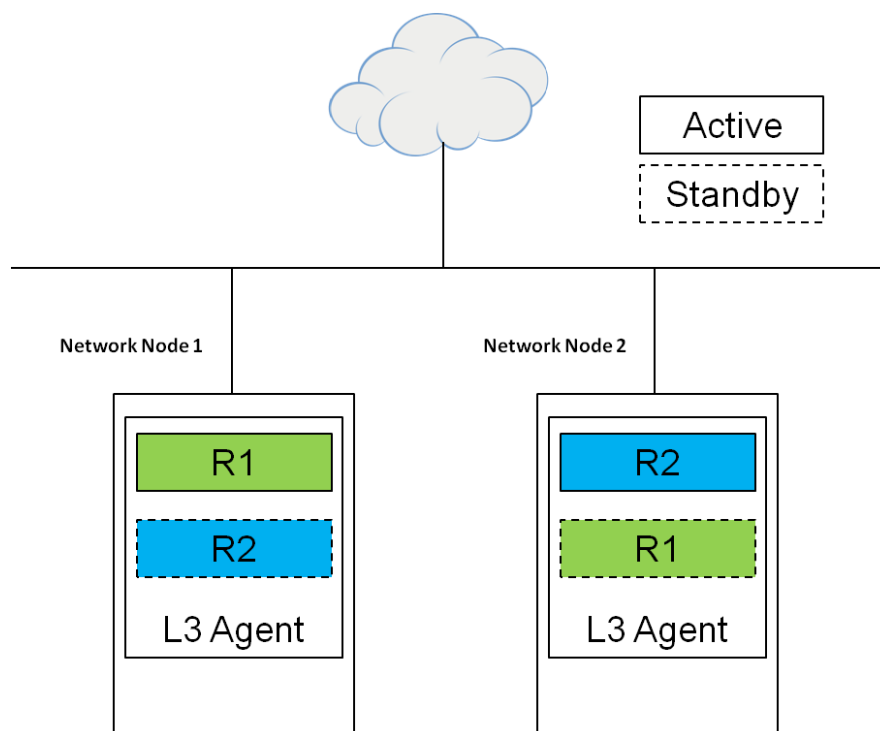 Active
Standby
Network Node 1
Network Node 2
R1
R2
L3 Agent
R2
R1
L3 Agent